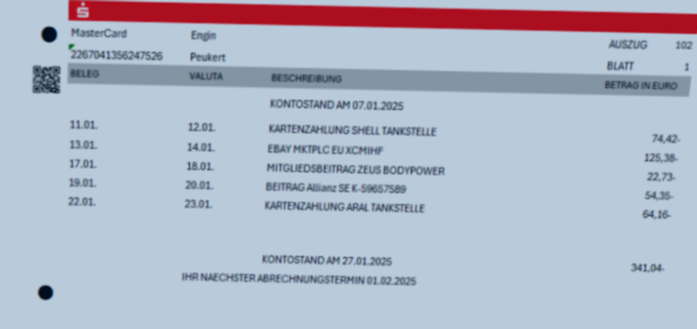 MasterCard Engin AUSZUG 102
2267041356247526 Peukert BLATT 1
BELEG VALUTA BESCHREIBUNG BETRAG IN EURO
KONTOSTAND AM 07.01.2025
11.01. 12.01. KARTENZAHLUNG SHELL TANKSTELLE 74,42-
13.01. 14.01. EBAY MKTPLC EU XCMIHF 125,38-
17.01. 18.01. MITGLIEDSBEITRAG ZEUS BODYPOWER 22,73-
19.01. 20.01. BEITRAG Allianz SE K-59657589 54,35-
22.01. 23.01. KARTENZAHLUNG ARAL TANKSTELLE 64,16-
KONTOSTAND AM 27.01.2025 341,04-
IHR NAECHSTER ABRECHNUNGSTERMIN 01.02.2025